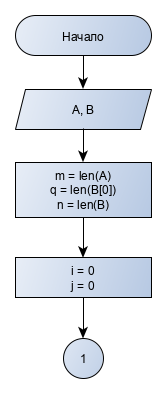 Начало
A, B
m = len(A)
q = len(B[0])
n = len(B)
i = 0
j = 0
1